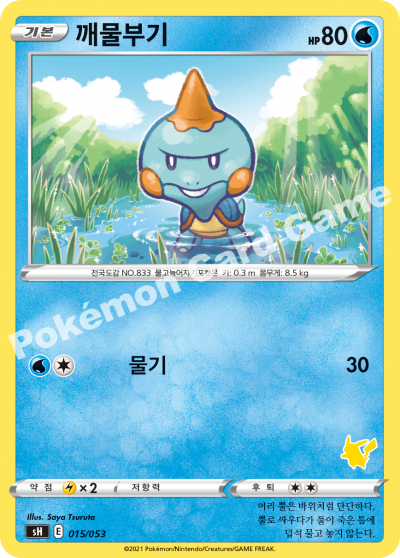 기본 깨물부기 HP 80
전국도감 NO.833 물고늘어지기포켓몬 키: 0.3 m 몸무게: 8.5 kg
Pokémon Card Game
물기 30
약점 ×2 저항력 후퇴
머리 뿔은 바위처럼 단단하다.
뿔로 싸우다가 틈이 죽은 틈에
덥석 물고 놓지 않는다.
Illus. Saya Tsuruta
sH E 015/053
©2021 Pokémon/Nintendo/Creatures/GAME FREAK.